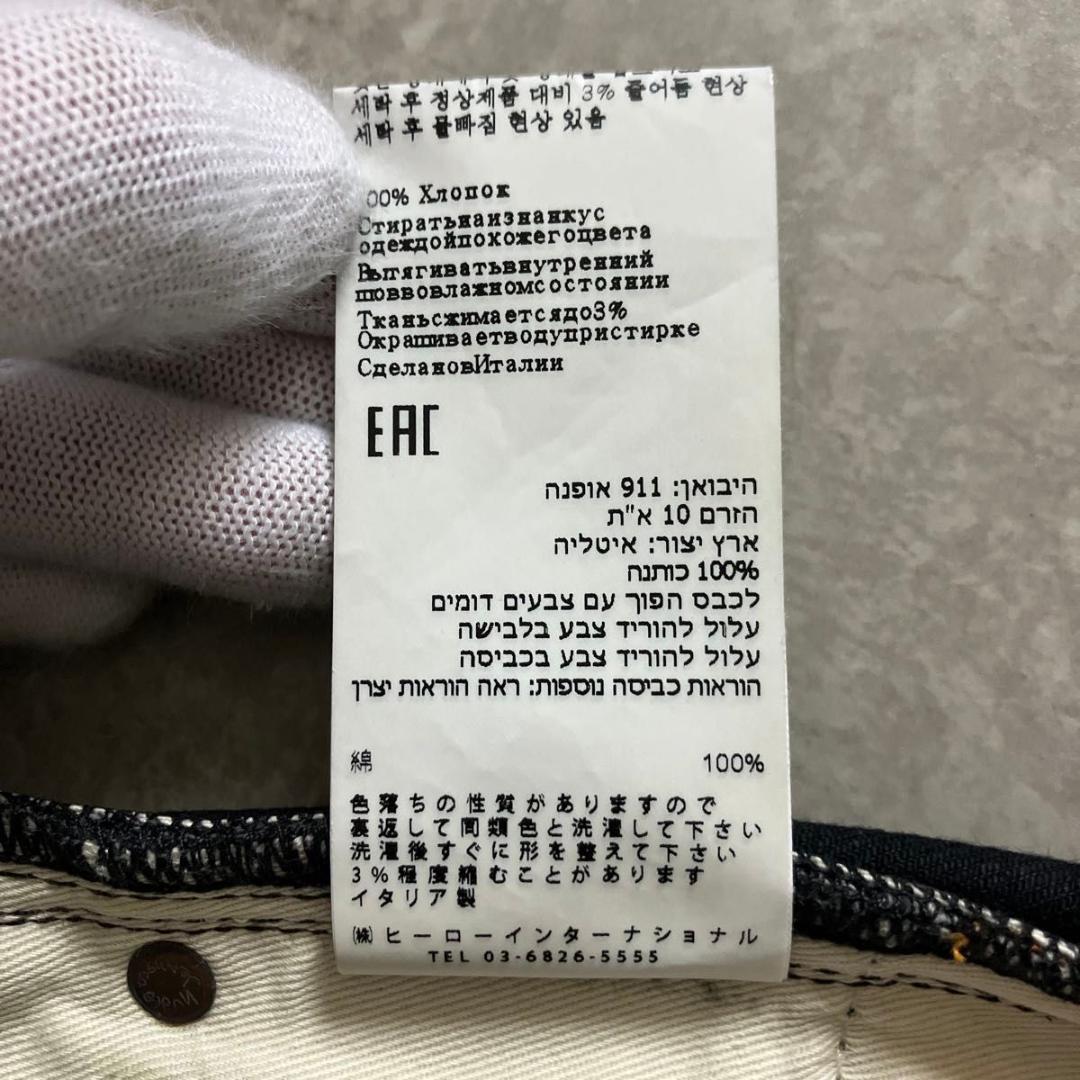 세탁 후 정상제품 대비 3% 줄어듬 현상
세탁 후 물빠짐 현상 있음
00% Хлопок
Стиратьнаизнанкус
одеждойпохожегоцвета
Вытягиватьвнутренний
шоввовлажномсостоянии
Тканьсжимаетсядо3%
Окрашиваетводупристирке
СделановИталии
EAC
היבואן: 911 אופנה
הזרם 10 א"ת
ארץ יצור: איטליה
100% כותנה
לכבס הפוך עם צבעים דומים
עלול להוריד צבע בלבישה
עלול להוריד צבע בכביסה
הוראות כביסה נוספות: ראה הוראות יצרן
綿 100%
色落ちの性質がありますので
裏返して同類色と洗濯して下さい
洗濯後すぐに形を整えて下さい
3%程度縮むことがあります
イタリア製
㈱ ヒーローインターナショナル
TEL 03-6826-5555
Nudie